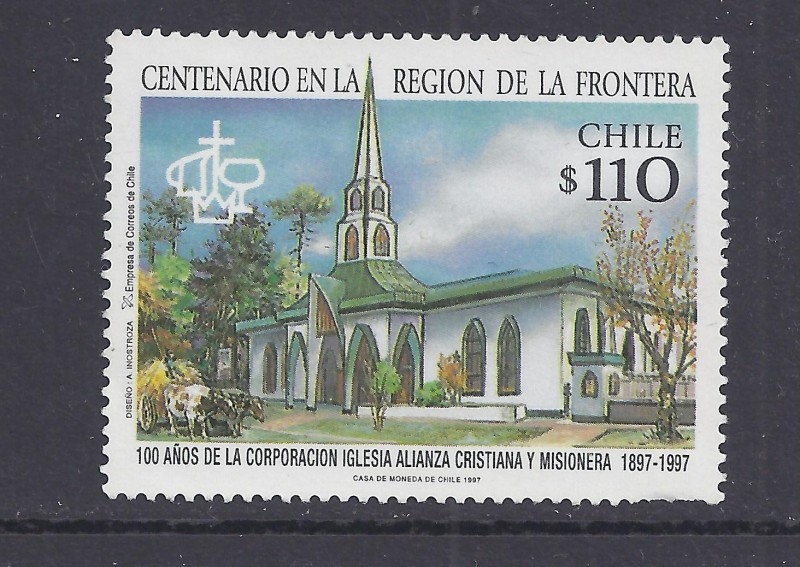 CENTENARIO EN LA REGION DE LA FRONTERA
CHILE
$110
DISEÑO : A. INOSTROZA Empresa de Correos de Chile
100 AÑOS DE LA CORPORACION IGLESIA ALIANZA CRISTIANA Y MISIONERA 1897-1997
CASA DE MONEDA DE CHILE 1997